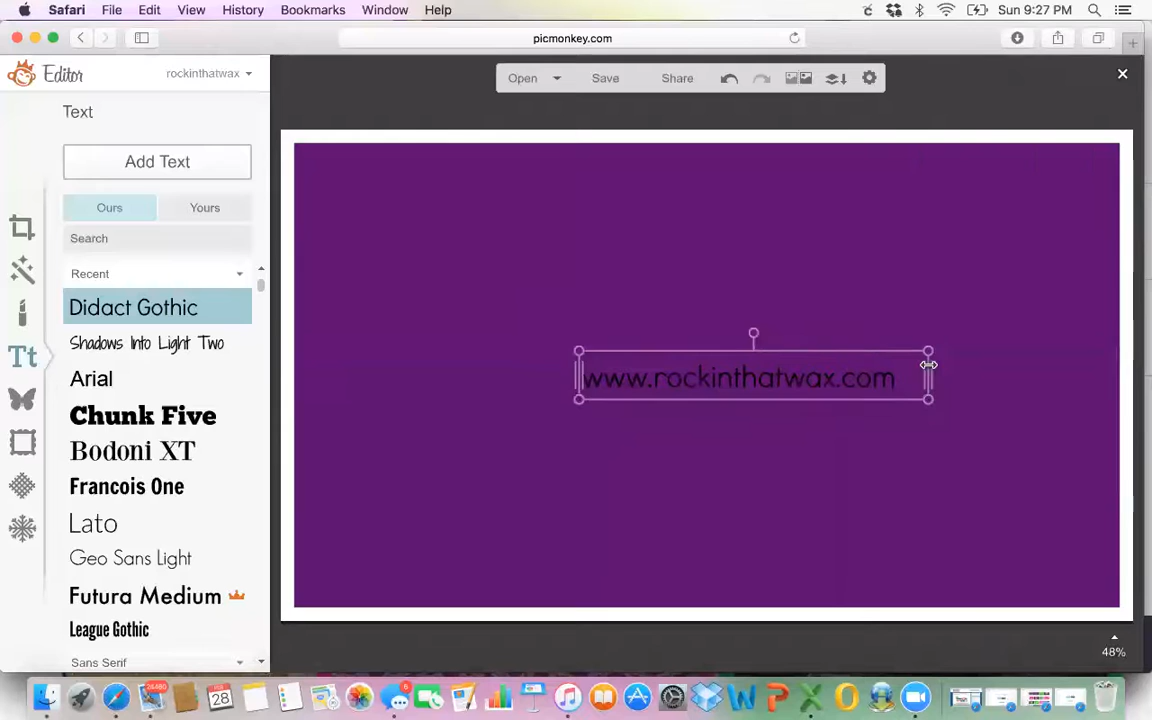 Safari File Edit View History Bookmarks Window Help
Sun 9:27 PM
picmonkey.com
Editor
rockinthatwax
Open Save Share
Text
Add Text
Ours Yours
Search
Recent
Didact Gothic
Shadows Into Light Two
Arial
Chunk Five
Bodoni XT
Francois One
Lato
Geo Sans Light
Futura Medium
League Gothic
Sans Serif
Tt
www.rockinthatwax.com
48%
28